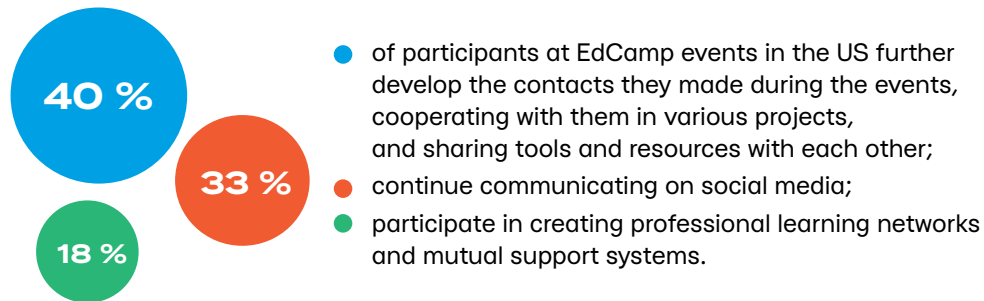 40 %
33 %
18 %
of participants at EdCamp events in the US further
develop the contacts they made during the events,
cooperating with them in various projects,
and sharing tools and resources with each other;
continue communicating on social media;
participate in creating professional learning networks
and mutual support systems.